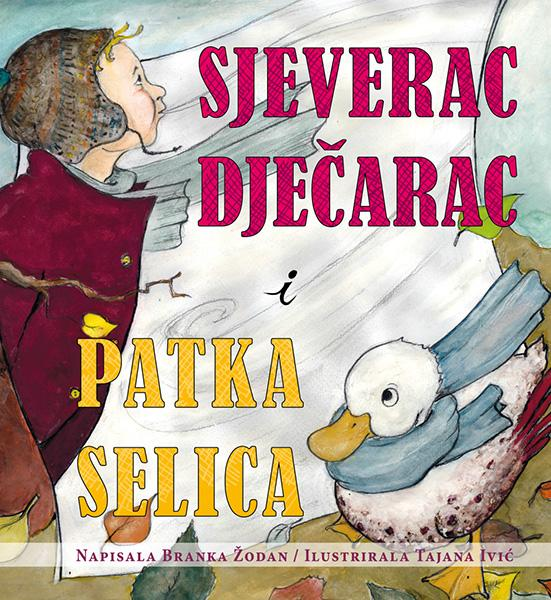 SJEVERAC
DJEČARAC
i
PATKA
SELICA
NAPISALA BRANKA ŽODAN / ILUSTRIRALA TAJANA IVIĆ